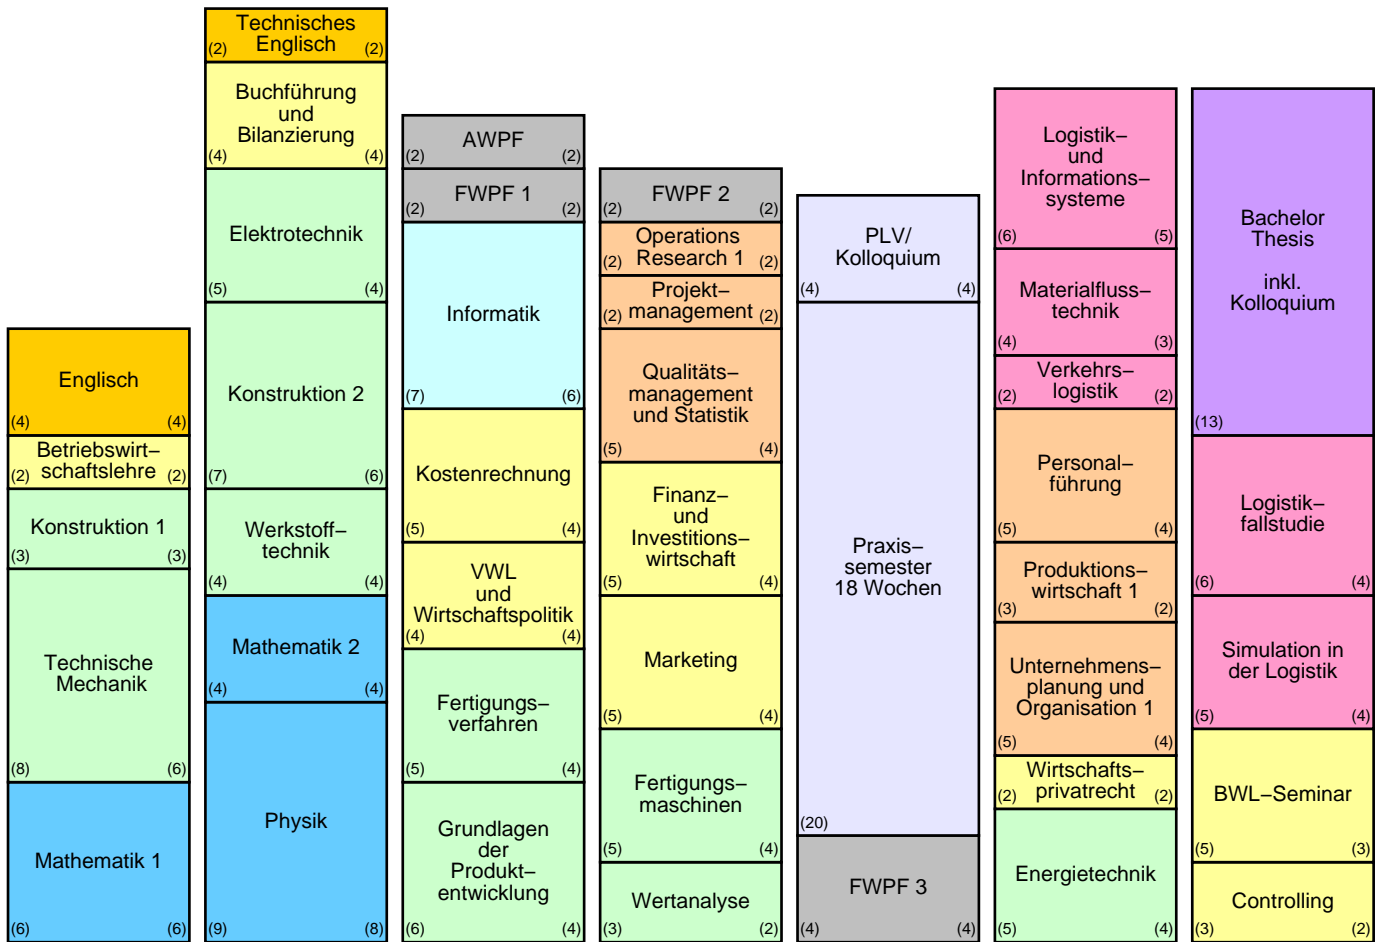 Englisch
(4) (4)
Betriebswirt–
(2) schaftslehre (2)
Konstruktion 1
(3) (3)
Technische
Mechanik
(8) (6)
Mathematik 1
(6) (6)
Technisches
(2) Englisch (2)
Buchführung
und
Bilanzierung
(4) (4)
Elektrotechnik
(5) (4)
Konstruktion 2
(7) (6)
Werkstoff–
technik
(4) (4)
Mathematik 2
(4) (4)
Physik
(9) (8)
AWPF
(2) (2)
FWPF 1
(2) (2)
Informatik
(7) (6)
Kostenrechnung
(5) (4)
VWL
und
Wirtschaftspolitik
(4) (4)
Fertigungs–
verfahren
(5) (4)
Grundlagen
der
Produkt–
entwicklung
(6) (4)
FWPF 2
(2) (2)
Operations
(2) Research 1 (2)
Projekt–
(2) management (2)
Qualitäts–
management
und Statistik
(5) (4)
Finanz–
und
Investitions–
wirtschaft
(5) (4)
Marketing
(5) (4)
Fertigungs–
maschinen
(5) (4)
Wertanalyse
(3) (2)
PLV/
Kolloquium
(4) (4)
Praxis–
semester
18 Wochen
(20)
FWPF 3
(4) (4)
Logistik–
und
Informations–
systeme
(6) (5)
Materialfluss–
technik
(4) (3)
Verkehrs–
(2) logistik (2)
Personal–
führung
(5) (4)
Produktions–
wirtschaft 1
(3) (2)
Unternehmens–
planung und
Organisation 1
(5) (4)
Wirtschafts–
(2) privatrecht (2)
Energietechnik
(5) (4)
Bachelor
Thesis
inkl.
Kolloquium
(13)
Logistik–
fallstudie
(6) (4)
Simulation in
der Logistik
(5) (4)
BWL–Seminar
(5) (3)
Controlling
(3) (2)